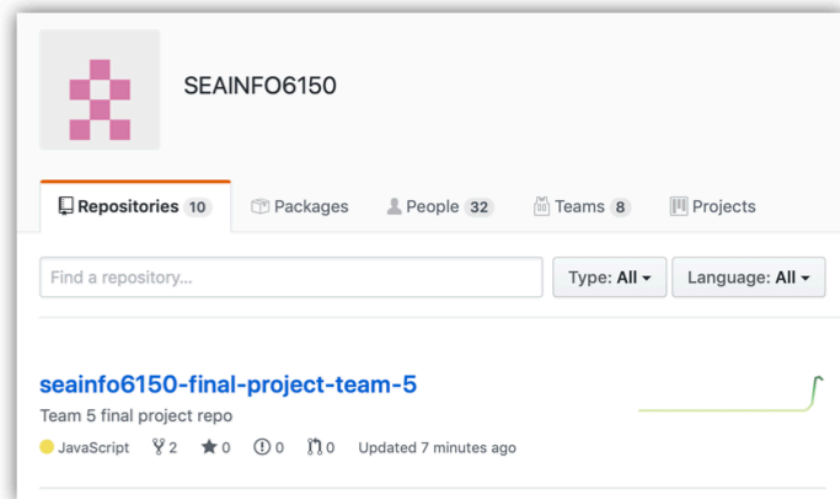 SEAINFO6150
Repositories 10 Packages People 32 Teams 8 Projects
Find a repository... Type: All Language: All
seainfo6150-final-project-team-5
Team 5 final project repo
JavaScript 2 0 0 0 Updated 7 minutes ago